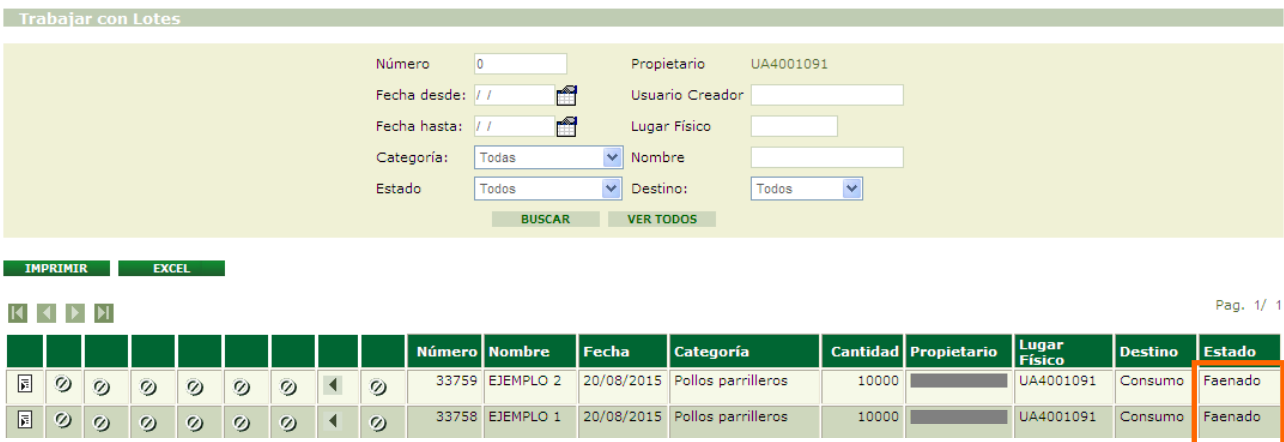 Trabajar con Lotes
Número 0 Propietario UA4001091
Fecha desde: / / Usuario Creador
Fecha hasta: / / Lugar Físico
Categoría: Todas Nombre
Estado Todos Destino: Todos
BUSCAR VER TODOS
IMPRIMIR EXCEL
Pag. 1/ 1
Número Nombre Fecha Categoría Cantidad Propietario Lugar Físico Destino Estado
33759 EJEMPLO 2 20/08/2015 Pollos parrilleros 10000 UA4001091 Consumo Faenado
33758 EJEMPLO 1 20/08/2015 Pollos parrilleros 10000 UA4001091 Consumo Faenado